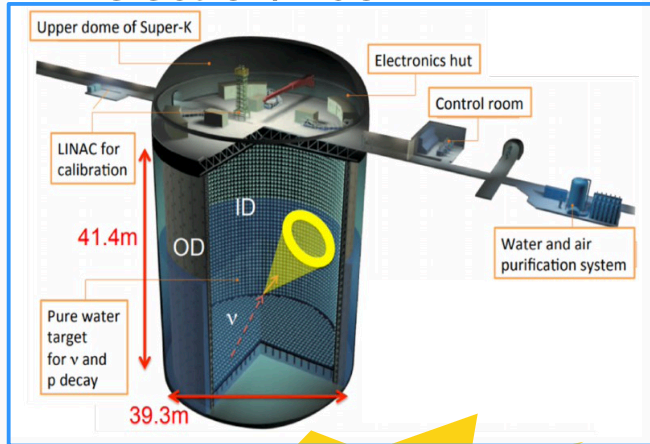 Upper dome of Super-K
Electronics hut
Control room
LINAC for
calibration
ID
41.4m
OD
Water and air
purification system
Pure water
target
for ν and
p decay
ν
39.3m